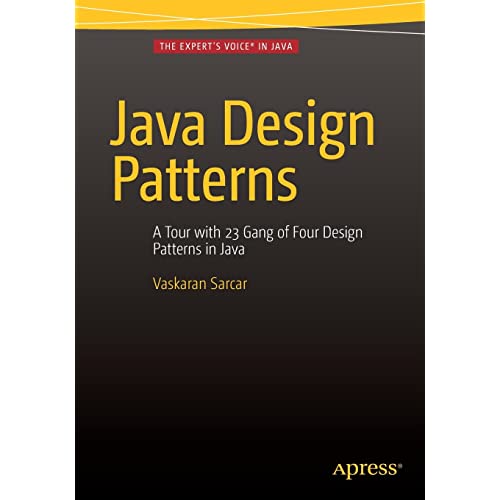 THE EXPERT'S VOICE® IN JAVA
Java Design
Patterns
A Tour with 23 Gang of Four Design
Patterns in Java
Vaskaran Sarcar
Apress®